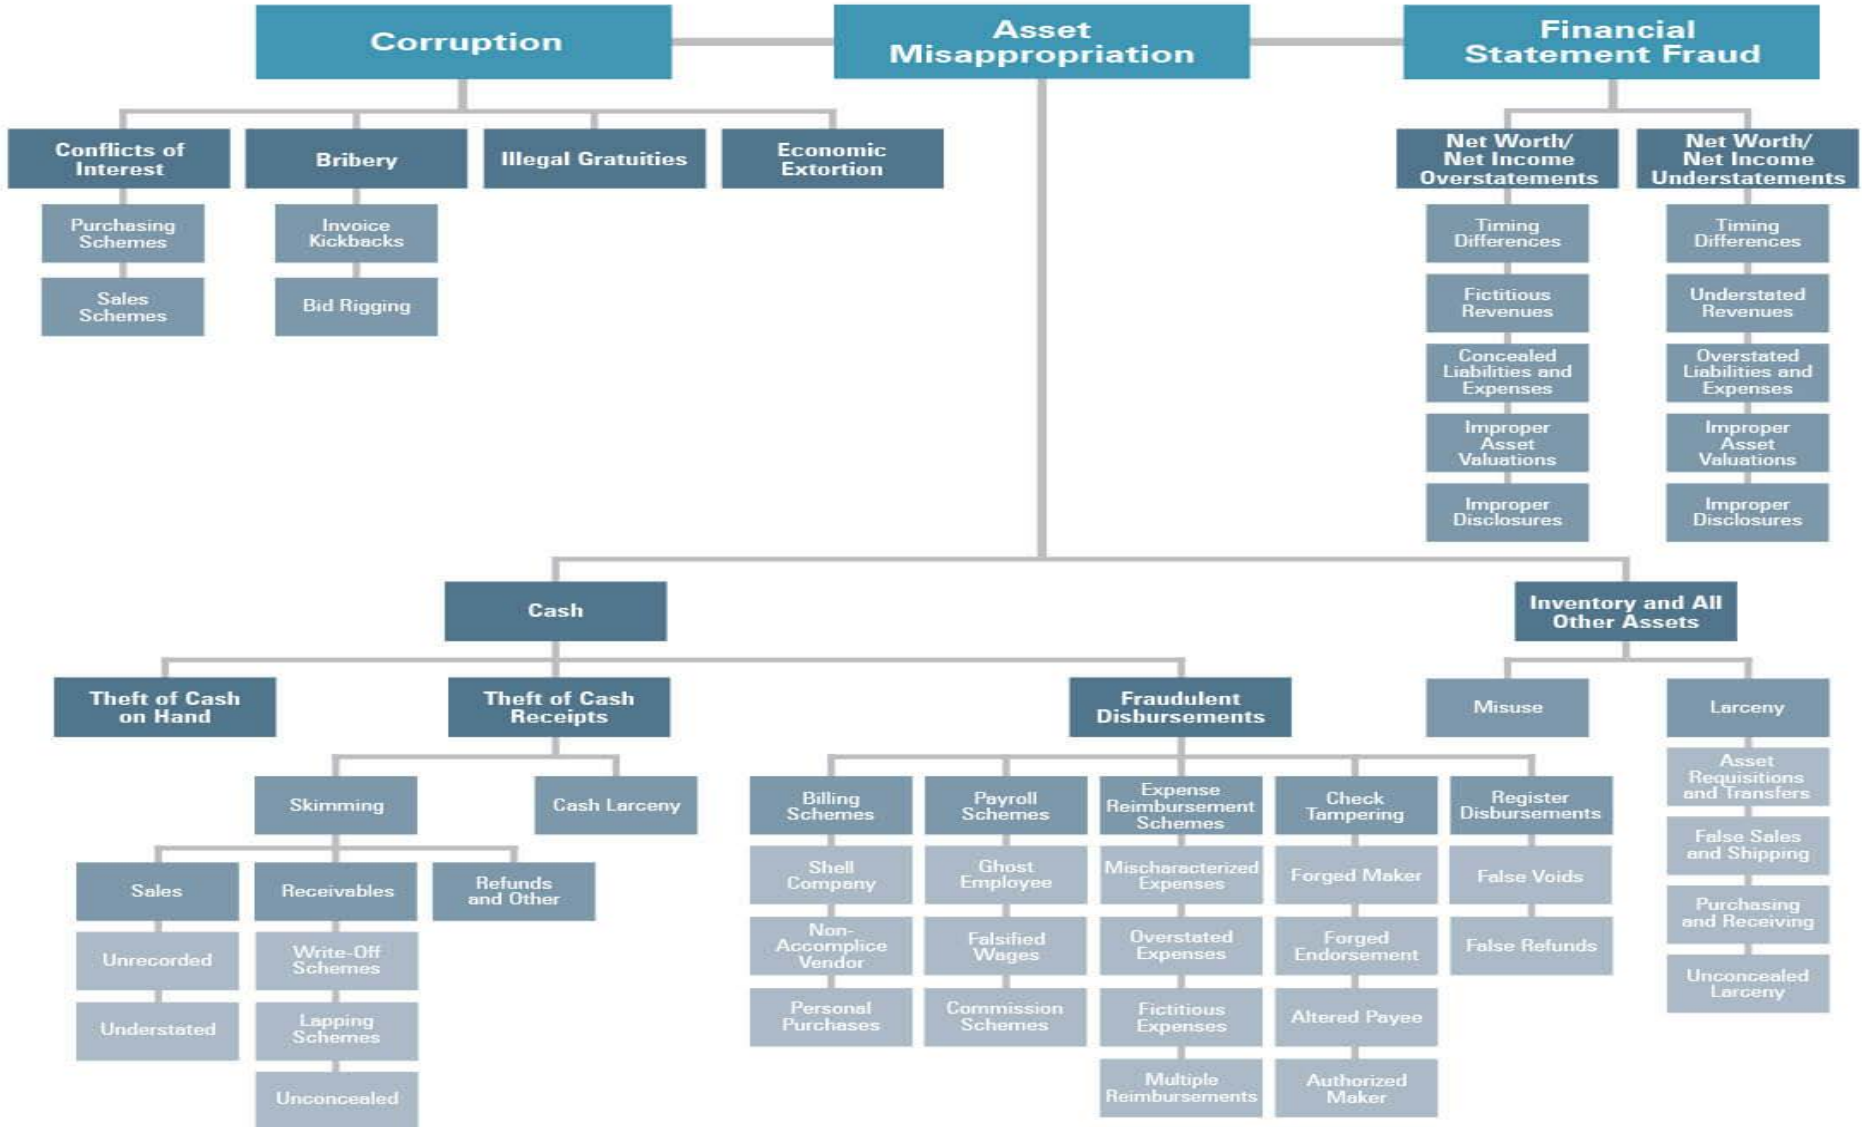 Corruption
Asset
Misappropriation
Financial
Statement Fraud
Conflicts of
Interest
Bribery
Illegal Gratuities
Economic
Extortion
Net Worth/
Net Income
Overstatements
Net Worth/
Net Income
Understatements
Purchasing
Schemes
Sales
Schemes
Invoice
Kickbacks
Bid Rigging
Timing
Differences
Fictitious
Revenues
Concealed
Liabilities and
Expenses
Improper
Asset
Valuations
Improper
Disclosures
Timing
Differences
Understated
Revenues
Overstated
Liabilities and
Expenses
Improper
Asset
Valuations
Improper
Disclosures
Cash
Inventory and All
Other Assets
Theft of Cash
on Hand
Theft of Cash
Receipts
Fraudulent
Disbursements
Misuse
Larceny
Asset
Requisitions
and Transfers
False Sales
and Shipping
Purchasing
and Receiving
Unconcealed
Larceny
Skimming
Cash Larceny
Sales
Unrecorded
Understated
Receivables
Write-Off
Schemes
Lapping
Schemes
Unconcealed
Refunds
and Other
Billing
Schemes
Shell
Company
Non-
Accomplice
Vendor
Personal
Purchases
Payroll
Schemes
Ghost
Employee
Falsified
Wages
Commission
Schemes
Expense
Reimbursement
Schemes
Mischaracterized
Expenses
Overstated
Expenses
Fictitious
Expenses
Multiple
Reimbursements
Check
Tampering
Forged Maker
Forged
Endorsement
Altered Payee
Authorized
Maker
Register
Disbursements
False Voids
False Refunds